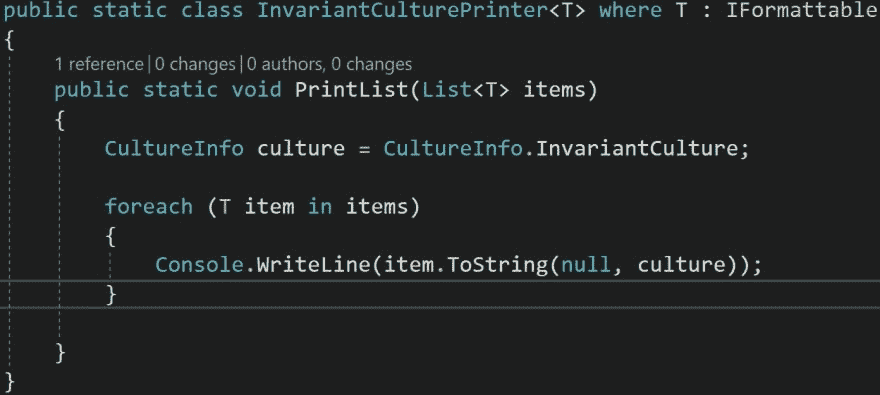 public static class InvariantCulturePrinter<T> where T : IFormattable
{
1 reference | 0 changes | 0 authors, 0 changes
public static void PrintList(List<T> items)
{
CultureInfo culture = CultureInfo.InvariantCulture;
foreach (T item in items)
{
Console.WriteLine(item.ToString(null, culture));
}
}
}